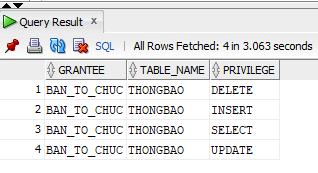 Query Result
SQL | All Rows Fetched: 4 in 3.063 seconds
GRANTEE TABLE_NAME PRIVILEGE
1 BAN_TO_CHUC THONGBAO DELETE
2 BAN_TO_CHUC THONGBAO INSERT
3 BAN_TO_CHUC THONGBAO SELECT
4 BAN_TO_CHUC THONGBAO UPDATE